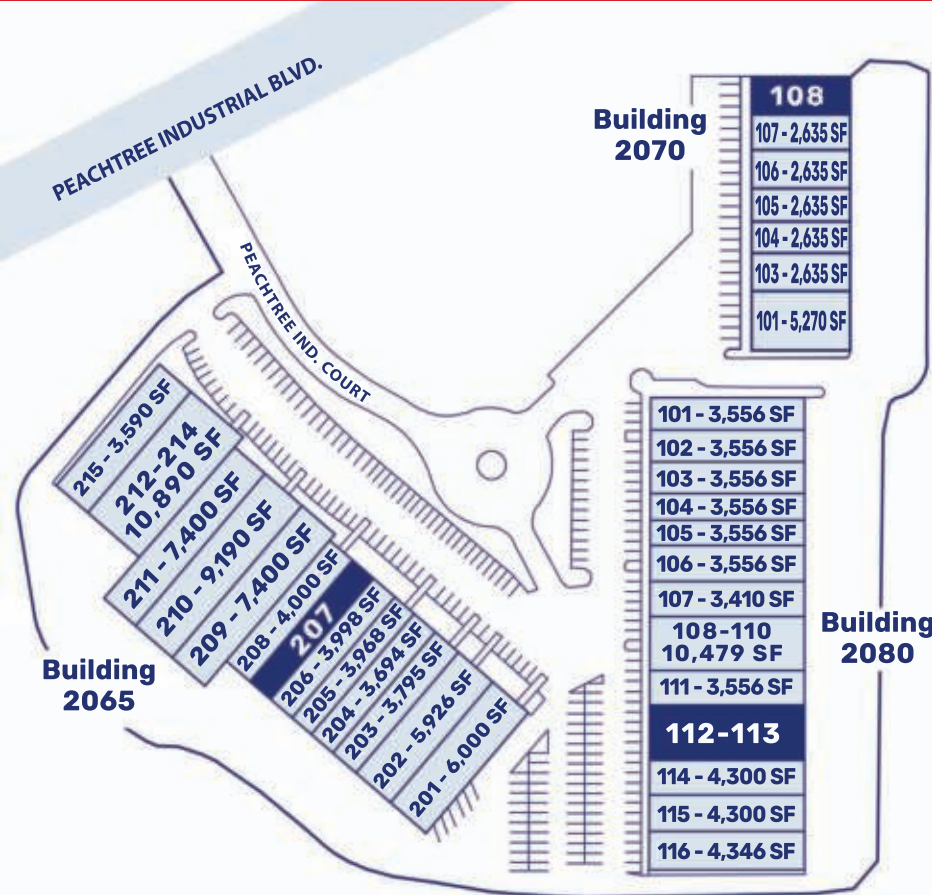 PEACHTREE INDUSTRIAL BLVD.
PEACHTREE IND. COURT
Building
2070
108
107 - 2,635 SF
106 - 2,635 SF
105 - 2,635 SF
104 - 2,635 SF
103 - 2,635 SF
101 - 5,270 SF
215 - 3,590 SF
212-214
10,890 SF
211 - 7,400 SF
210 - 9,190 SF
209 - 7,400 SF
208 - 4,000 SF
207
206 - 3,998 SF
205 - 3,968 SF
204 - 3,694 SF
203 - 3,795 SF
202 - 5,926 SF
201 - 6,000 SF
Building
2065
101 - 3,556 SF
102 - 3,556 SF
103 - 3,556 SF
104 - 3,556 SF
105 - 3,556 SF
106 - 3,556 SF
107 - 3,410 SF
108-110
10,479 SF
111 - 3,556 SF
112-113
114 - 4,300 SF
115 - 4,300 SF
116 - 4,346 SF
Building
2080